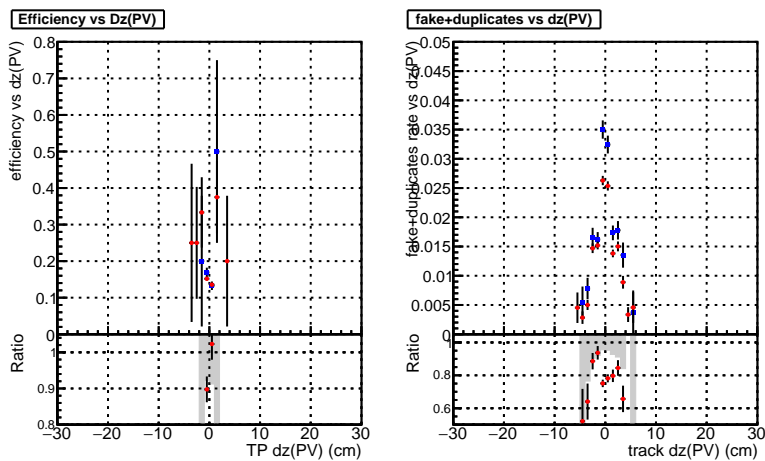 Efficiency vs Dz(PV)
efficiency vs dz(PV)
0.8
0.7
0.6
0.5
0.4
0.3
0.2
0.1
0
Ratio
1
0.9
0.8
−30 −20 −10 0 10 20 30
TP dz(PV) (cm)
fake+duplicates vs dz(PV)
fake+duplicates rate vs dz(PV)
0.05
0.045
0.04
0.035
0.03
0.025
0.02
0.015
0.01
0.005
0
Ratio
1
0.8
0.6
−30 −20 −10 0 10 20 30
track dz(PV) (cm)